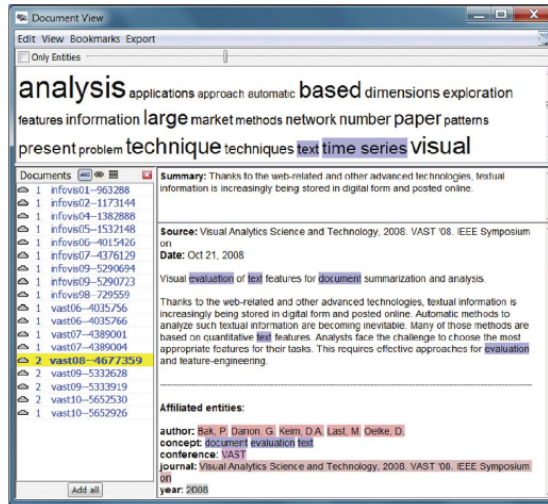 Document View
Edit View Bookmarks Export
Only Entities
analysis applications approach automatic based dimensions exploration
features information large market methods network number paper patterns
present problem technique techniques text time series visual
Documents
1 infovis01--963288
1 infovis02--1173144
1 infovis04--1382888
1 infovis05--1532148
1 infovis06--4015426
1 infovis07--4376129
1 infovis09--5290694
1 infovis09--5290723
1 infovis98--729559
1 vast06--4035756
1 vast06--4035766
1 vast07--4389001
1 vast07--4389004
2 vast08--4677359
2 vast09--5332628
2 vast09--5333919
2 vast10--5652530
1 vast10--5652926
Add all
Summary: Thanks to the web-related and other advanced technologies, textual
information is increasingly being stored in digital form and posted online.
Source: Visual Analytics Science and Technology, 2008. VAST '08. IEEE Symposium
on
Date: Oct 21, 2008
Visual evaluation of text features for document summarization and analysis.
Thanks to the web-related and other advanced technologies, textual information is
increasingly being stored in digital form and posted online. Automatic methods to
analyze such textual information are becoming inevitable. Many of those methods are
based on quantitative text features. Analysts face the challenge to choose the most
appropriate features for their tasks. This requires effective approaches for evaluation
and feature-engineering.
Affiliated entities:
author: Bak, P. Danon, G. Keim, D.A. Last, M. Oelke, D.
concept: document evaluation text
conference: VAST
journal: Visual Analytics Science and Technology, 2008. VAST '08. IEEE Symposium
on
year: 2008